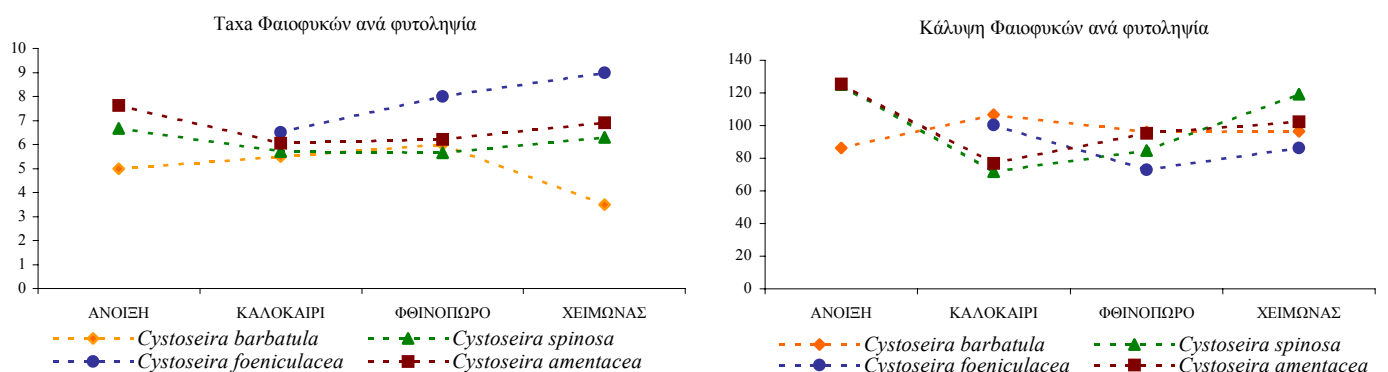 Taxa Φαιοφυκών ανά φυτοληψία
10
9
8
7
6
5
4
3
2
1
0
ΑΝΟΙΞΗ ΚΑΛΟΚΑΙΡΙ ΦΘΙΝΟΠΩΡΟ ΧΕΙΜΩΝΑΣ
Cystoseira barbatula Cystoseira spinosa
Cystoseira foeniculacea Cystoseira amentacea
Κάλυψη Φαιοφυκών ανά φυτοληψία
140
120
100
80
60
40
20
0
ΑΝΟΙΞΗ ΚΑΛΟΚΑΙΡΙ ΦΘΙΝΟΠΩΡΟ ΧΕΙΜΩΝΑΣ
Cystoseira barbatula Cystoseira spinosa
Cystoseira foeniculacea Cystoseira amentacea